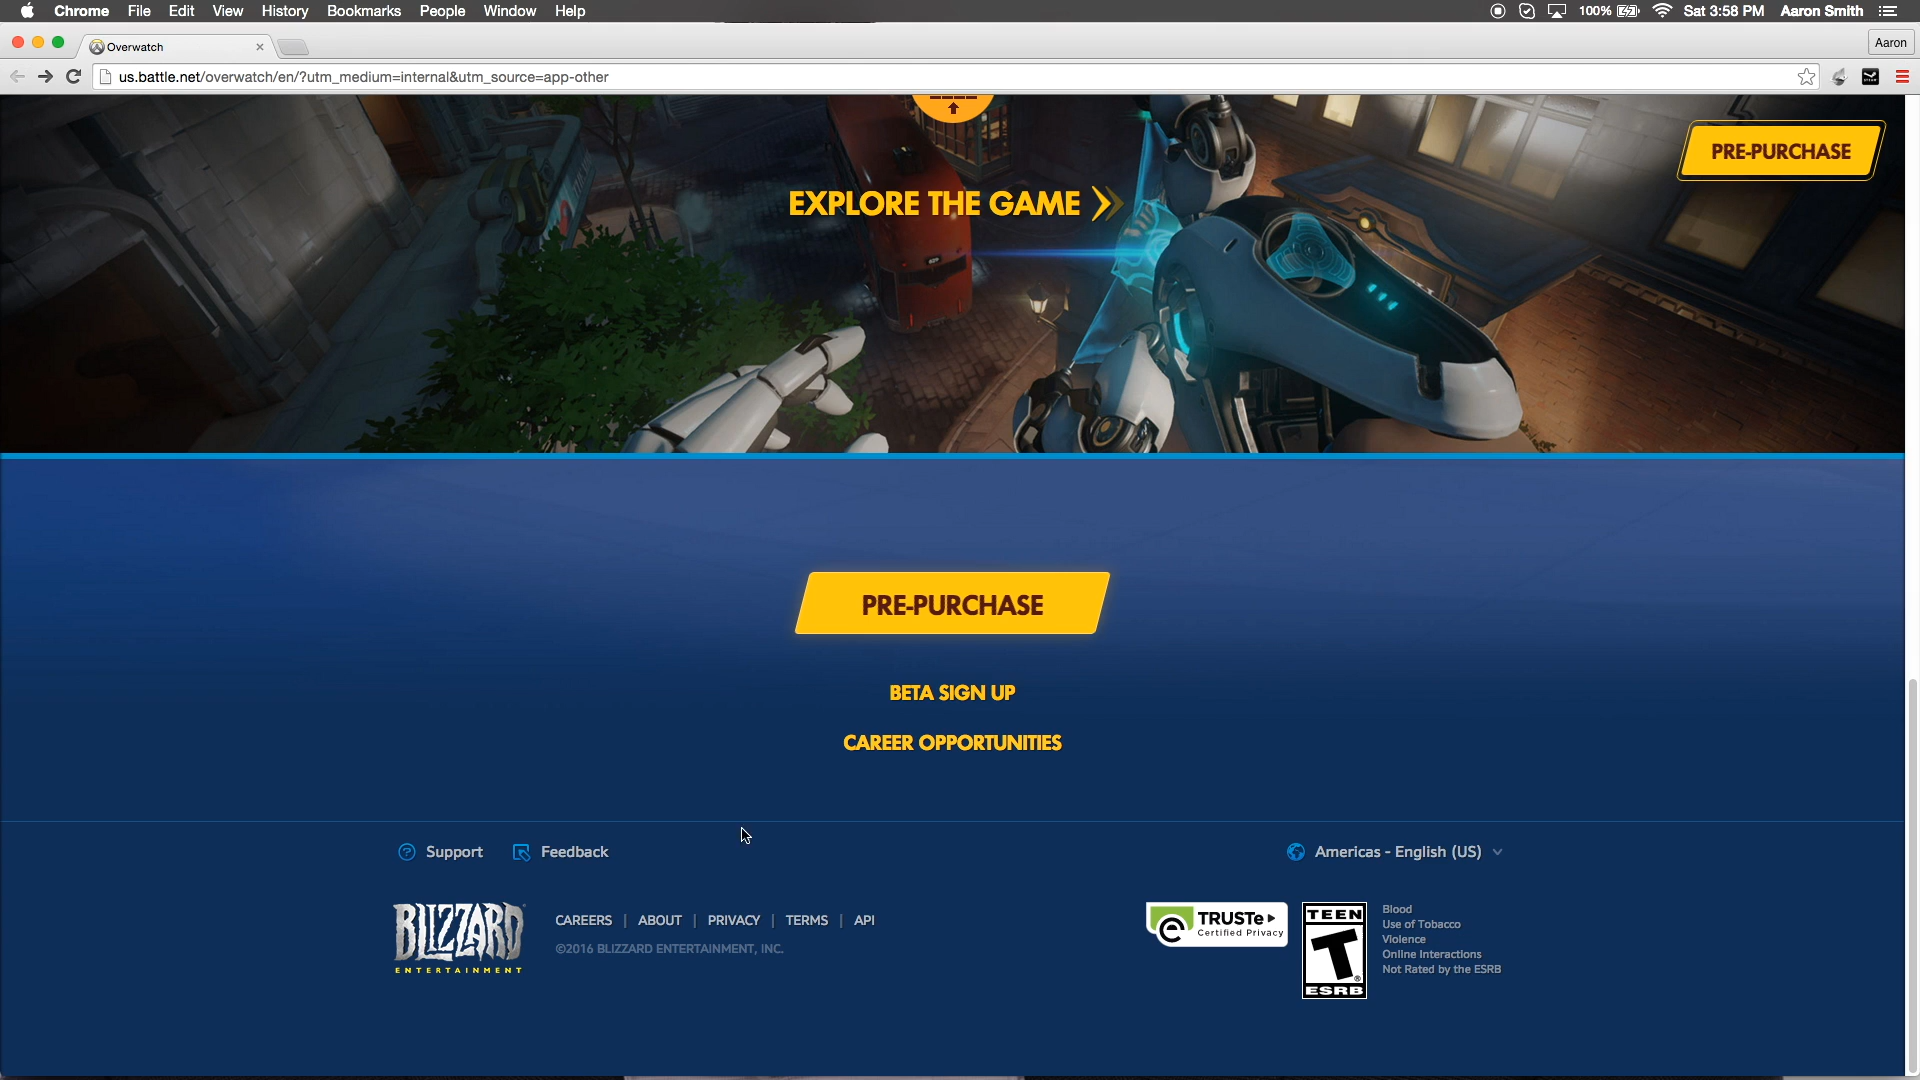 Chrome File Edit View History Bookmarks People Window Help 100% Sat 3:58 PM Aaron Smith
Overwatch Aaron
us.battle.net/overwatch/en/?utm_medium=internal&utm_source=app-other
PRE-PURCHASE
EXPLORE THE GAME
PRE-PURCHASE
BETA SIGN UP
CAREER OPPORTUNITIES
Support Feedback Americas - English (US)
BLIZZARD
ENTERTAINMENT
CAREERS | ABOUT | PRIVACY | TERMS | API
©2016 BLIZZARD ENTERTAINMENT, INC.
TRUSTe
Certified Privacy
TEEN
T
ESRB
Blood
Use of Tobacco
Violence
Online Interactions
Not Rated by the ESRB